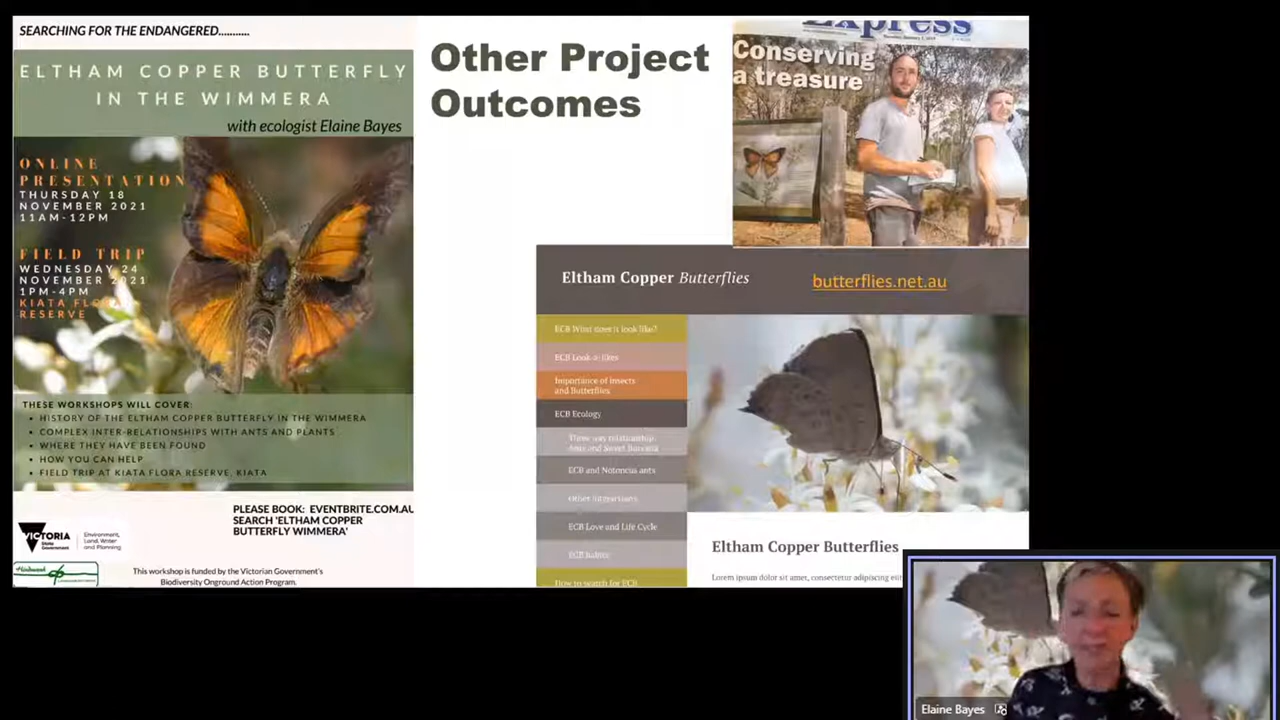 SEARCHING FOR THE ENDANGERED..........
ELTHAM COPPER BUTTERFLY
IN THE WIMMERA
with ecologist Elaine Bayes
ONLINE
PRESENTATION
THURSDAY 18
NOVEMBER 2021
11AM-12PM
FIELD TRIP
WEDNESDAY 24
NOVEMBER 2021
1PM-4PM
KIATA FLORA
RESERVE
THESE WORKSHOPS WILL COVER:
• HISTORY OF THE ELTHAM COPPER BUTTERFLY IN THE WIMMERA
• COMPLEX INTER-RELATIONSHIPS WITH ANTS AND PLANTS
• WHERE THEY HAVE BEEN FOUND
• HOW YOU CAN HELP
• FIELD TRIP AT KIATA FLORA RESERVE, KIATA
PLEASE BOOK: EVENTBRITE.COM.AU
SEARCH 'ELTHAM COPPER
BUTTERFLY WIMMERA'
VICTORIA
State
Government
Environment,
Land, Water
and Planning
Hindmarsh
This workshop is funded by the Victorian Government's
Biodiversity Onground Action Program.
Other Project
Outcomes
Express
Conserving
a treasure
Eltham Copper Butterflies
butterflies.net.au
ECB What does it look like?
ECB Look-a-likes
Importance of Insects
and Butterflies
ECB Ecology
Three way relationship
Ants and Sweet Bursaria
ECB and Notoncus ants
Other Interactions
ECB Love and Life Cycle
ECB habitat
How to search for ECB
Eltham Copper Butterflies
Lorem ipsum dolor sit amet, consectetur adipiscing
Elaine Bayes